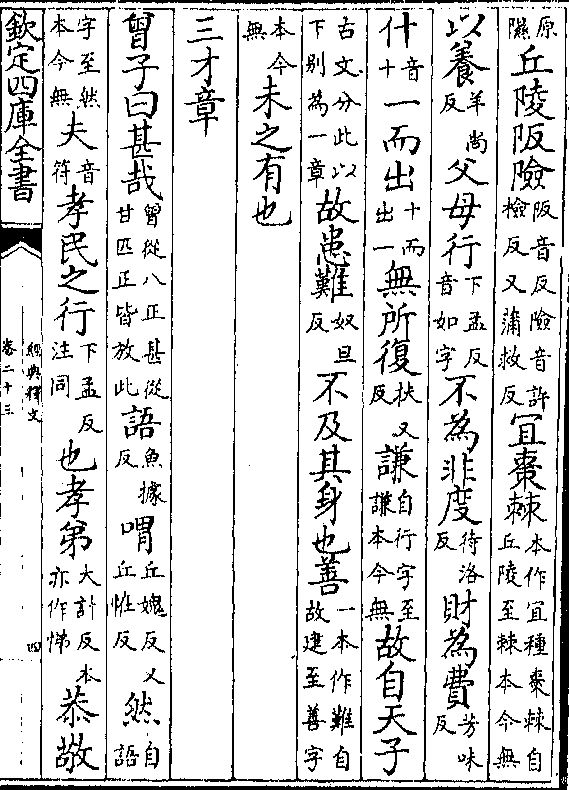 原隰丘陵阪險阪音反險音許檢反又蒲救反宜棗棘本作宜種棗棘自丘陵至棘本今無
以養羊尚反父母行下孟反音如字不為非度待洛反財為費芳味反
什音十一而出十而出一無所復扶又反謙自行字至謙本今無故自天子
古文分此以下别為一章故患難奴旦反不及其身也善一本作難自故建至善字
本今無未之有也
三才章
曾子曰甚哉曾從八正甚從甘匹正皆放此語魚據反喟丘媿反又丘恠反然自語
字至然本今無夫音符孝民之行下孟反注同也孝弟大計反本亦作悌恭敬
欽定四庫全書
經典釋文
卷二十三
四